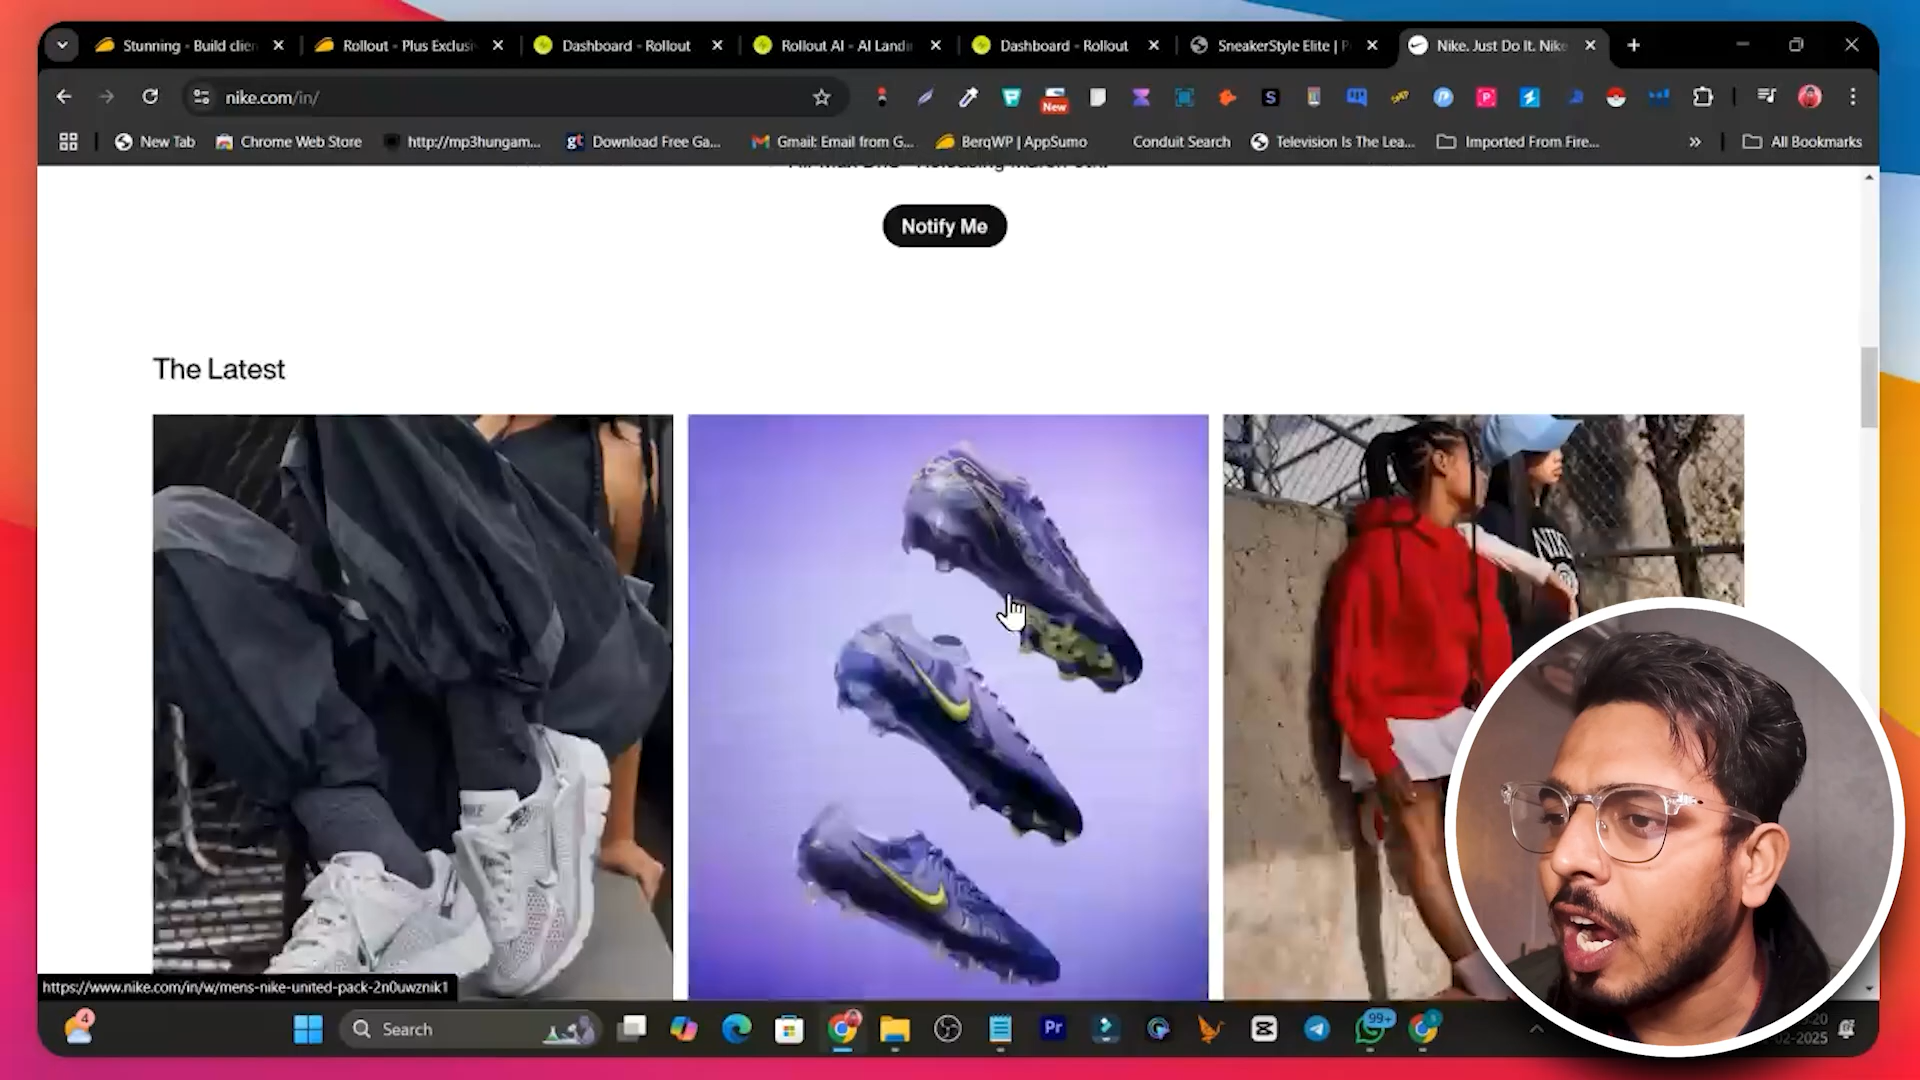 Stunning - Build clien
Rollout - Plus Exclusi
Dashboard - Rollout
Rollout AI - AI Landi
Dashboard - Rollout
SneakerStyle Elite | P
Nike. Just Do It. Nike
nike.com/in/
New
New Tab
Chrome Web Store
http://mp3hungam...
Download Free Ga...
Gmail: Email from G...
BerqWP | AppSumo
Conduit Search
Television Is The Lea...
Imported From Fire...
All Bookmarks
Notify Me
The Latest
https://www.nike.com/in/w/mens-nike-united-pack-2n0uwznik1
4
Search
Pr
99+